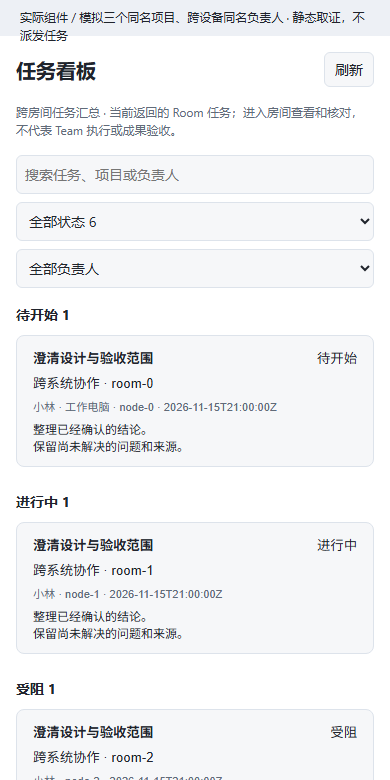 实际组件 / 模拟三个同名项目、跨设备同名负责人 · 静态取证，不
派发任务
任务看板
刷新
跨房间任务汇总 · 当前返回的 Room 任务；进入房间查看和核对，
不代表 Team 执行或成果验收。
搜索任务、项目或负责人
全部状态 6
全部负责人
待开始 1
澄清设计与验收范围
待开始
跨系统协作 · room-0
小林 · 工作电脑 · node-0 · 2026-11-15T21:00:00Z
整理已经确认的结论。
保留尚未解决的问题和来源。
进行中 1
澄清设计与验收范围
进行中
跨系统协作 · room-1
小林 · node-1 · 2026-11-15T21:00:00Z
整理已经确认的结论。
保留尚未解决的问题和来源。
受阻 1
澄清设计与验收范围
受阻
跨系统协作 · room-2